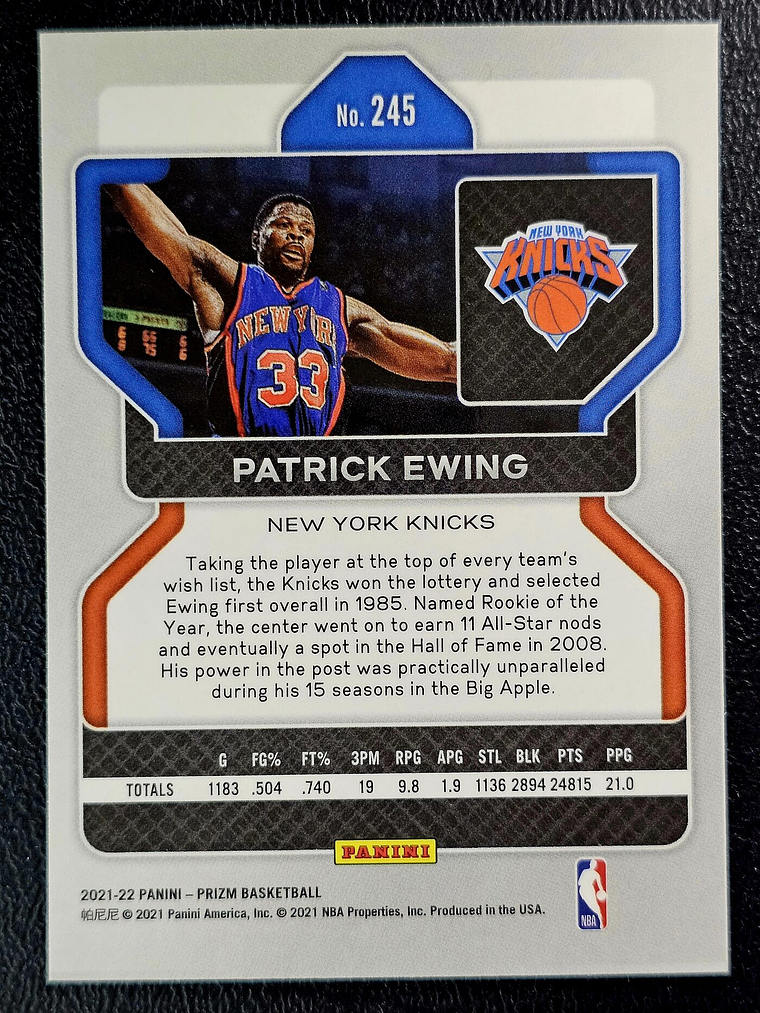 No. 245
NEW YORK
KNICKS
NEW YOR
33
PATRICK EWING
NEW YORK KNICKS
Taking the player at the top of every team's
wish list, the Knicks won the lottery and selected
Ewing first overall in 1985. Named Rookie of the
Year, the center went on to earn 11 All-Star nods
and eventually a spot in the Hall of Fame in 2008.
His power in the post was practically unparalleled
during his 15 seasons in the Big Apple.
G FG% FT% 3PM RPG APG STL BLK PTS PPG
TOTALS 1183 .504 .740 19 9.8 1.9 1136 2894 24815 21.0
PANINI
2021-22 PANINI – PRIZM BASKETBALL
帕尼尼 © 2021 Panini America, Inc. © 2021 NBA Properties, Inc. Produced in the USA.
NBA